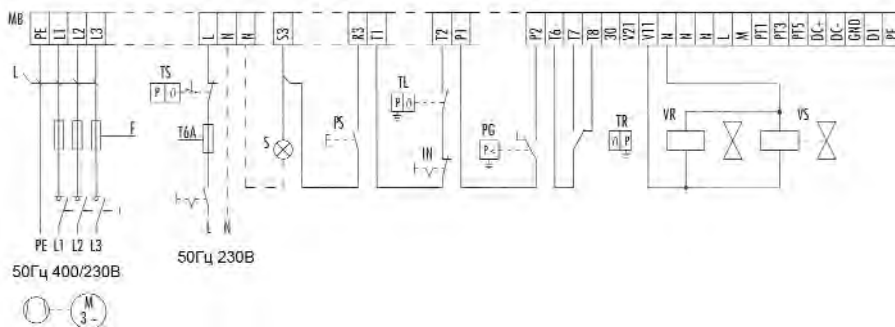 MB PE L1 L2 L3 L N N S3 R3 T1 T2 P1 P2 T6 T7 T8 30 V21 V11 N N N L M PT1 PT3 PT5 DC+ DC- GND D1 PE
L TS TL TR VR VS
P P P
F T6A S PS PG
IN P<
PE L1 L2 L3 L N
50Гц 400/230В 50Гц 230В
M
3 ~